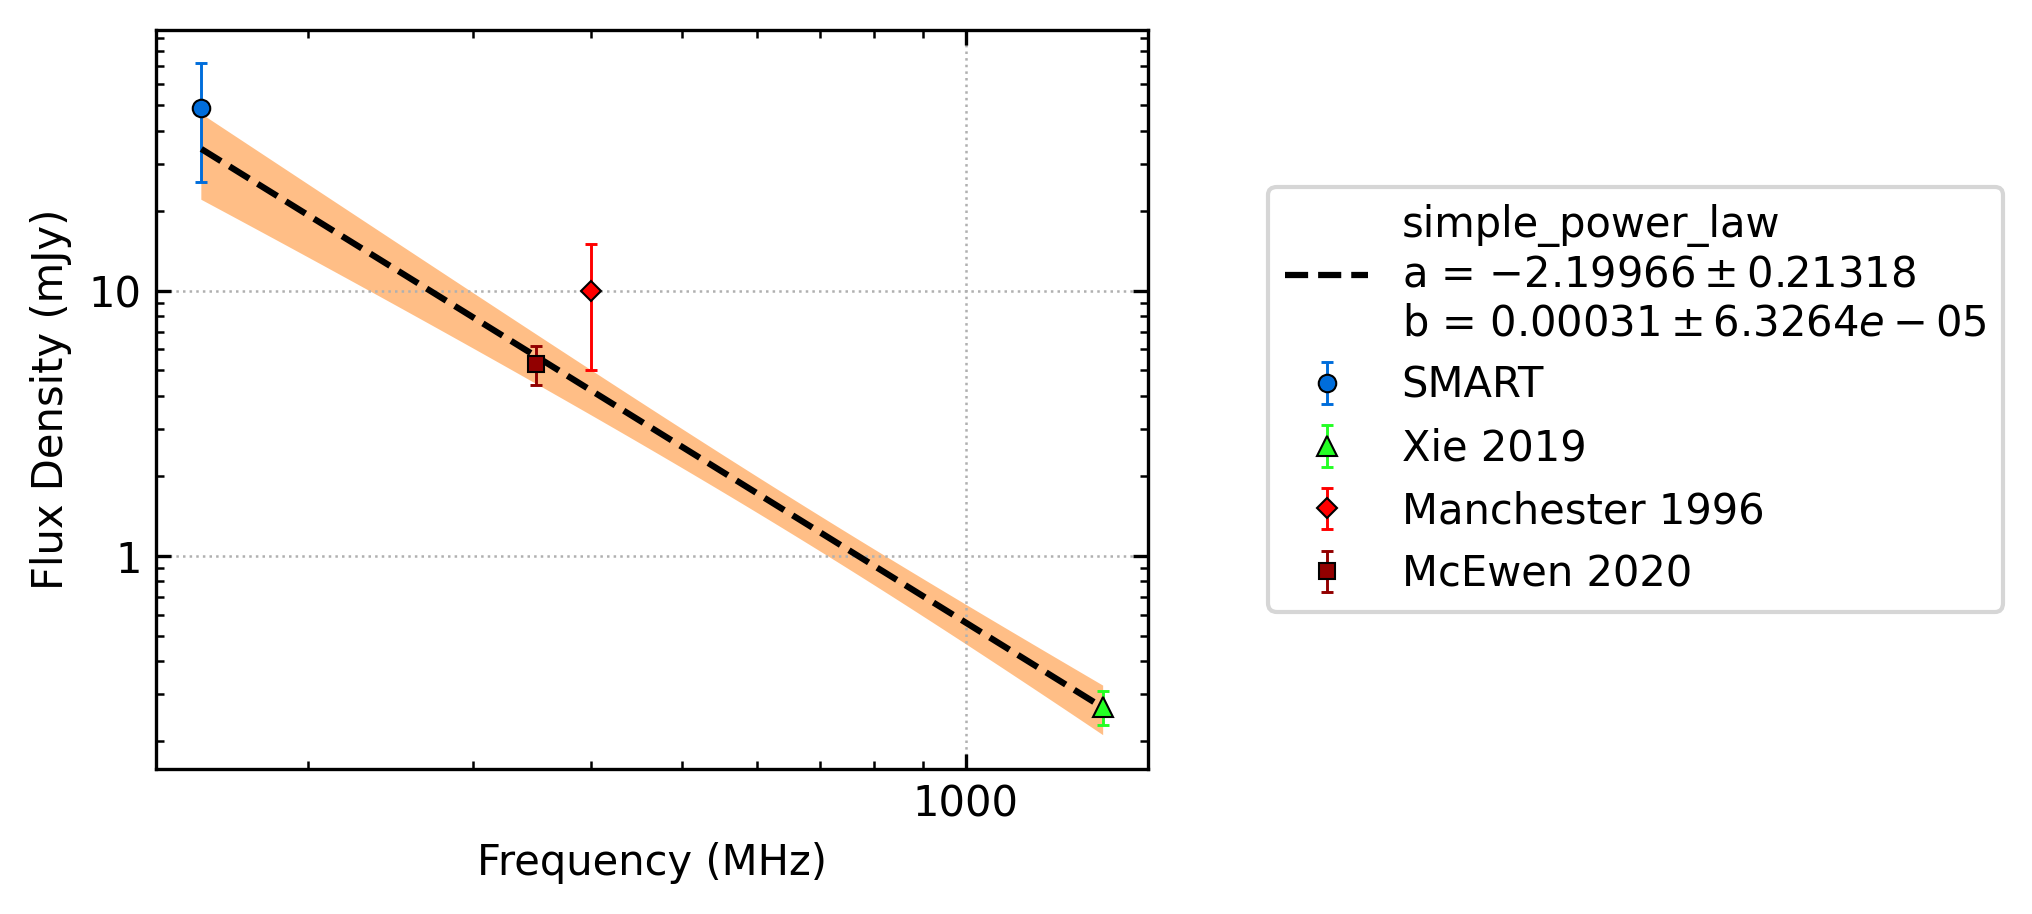 Flux Density (mJy)
10
1
1000
Frequency (MHz)
simple_power_law
a = −2.19966 ± 0.21318
b = 0.00031 ± 6.3264e − 05
SMART
Xie 2019
Manchester 1996
McEwen 2020